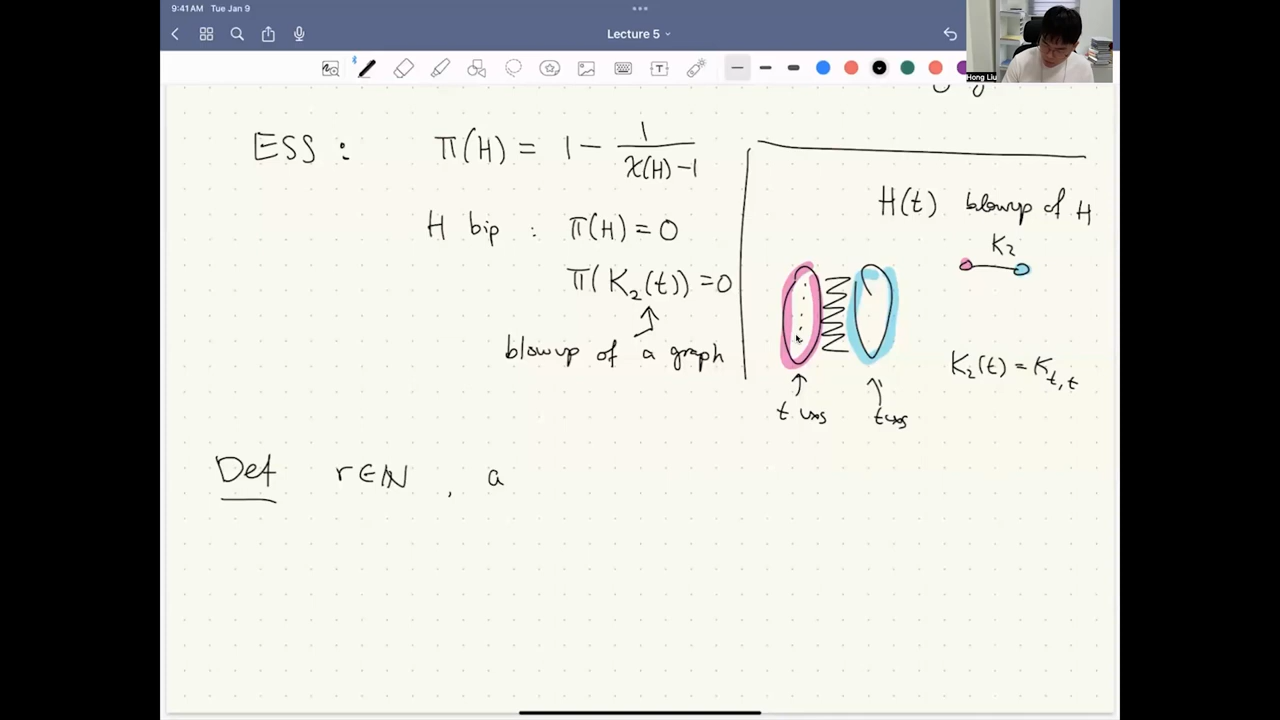 9:41 AM Tue Jan 9
Lecture 5
Hong Liu
ESS : π(H) = 1 - 1/(χ(H)-1)
H bip : π(H) = 0
π(K₂(t)) = 0
blowup of a graph
H(t) blowup of H
K₂
K₂(t) = K_{t,t}
t vxs
t vxs
Def r∈ℕ , a